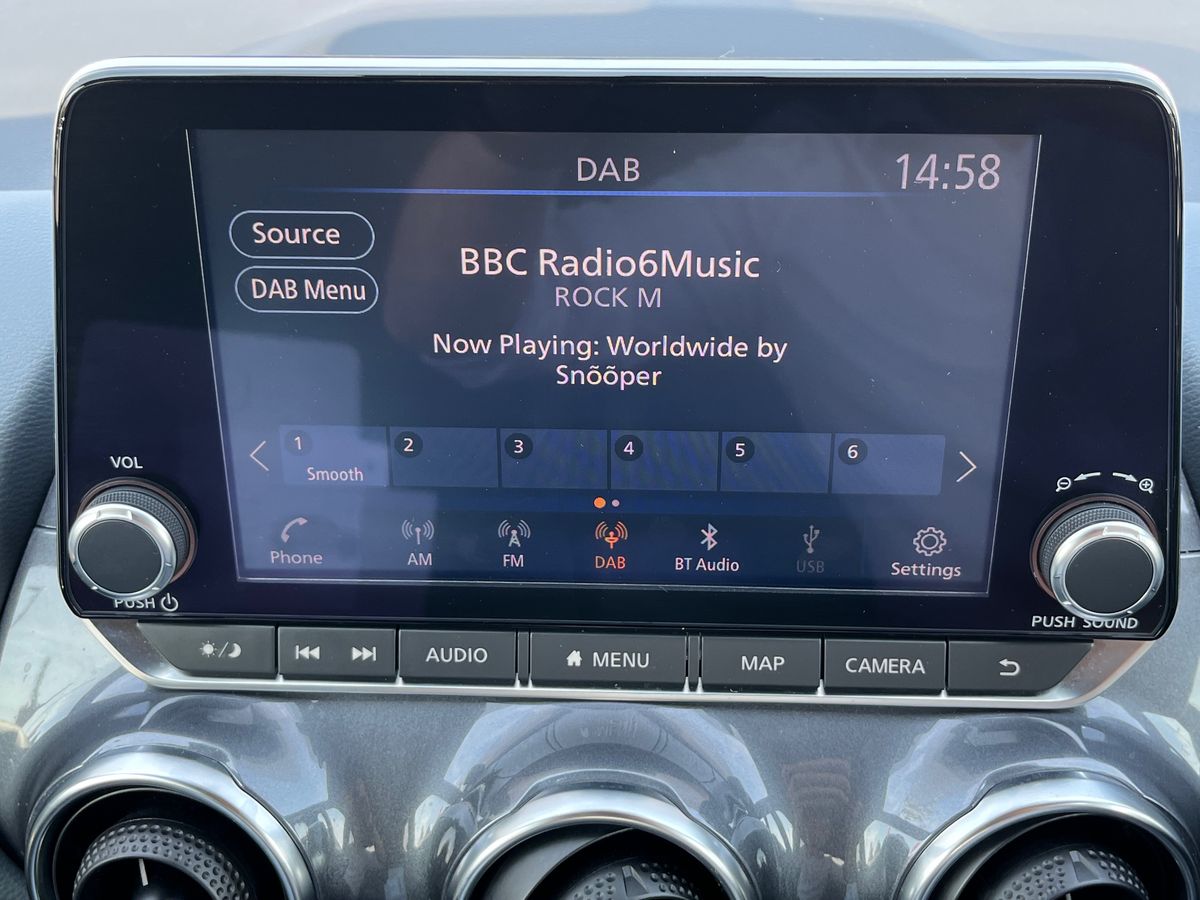 DAB
14:58
Source
DAB Menu
BBC Radio6Music
ROCK M
Now Playing: Worldwide by
Snõõper
1
Smooth
2
3
4
5
6
Phone
AM
FM
DAB
BT Audio
USB
Settings
VOL
PUSH
PUSH SOUND
AUDIO
MENU
MAP
CAMERA